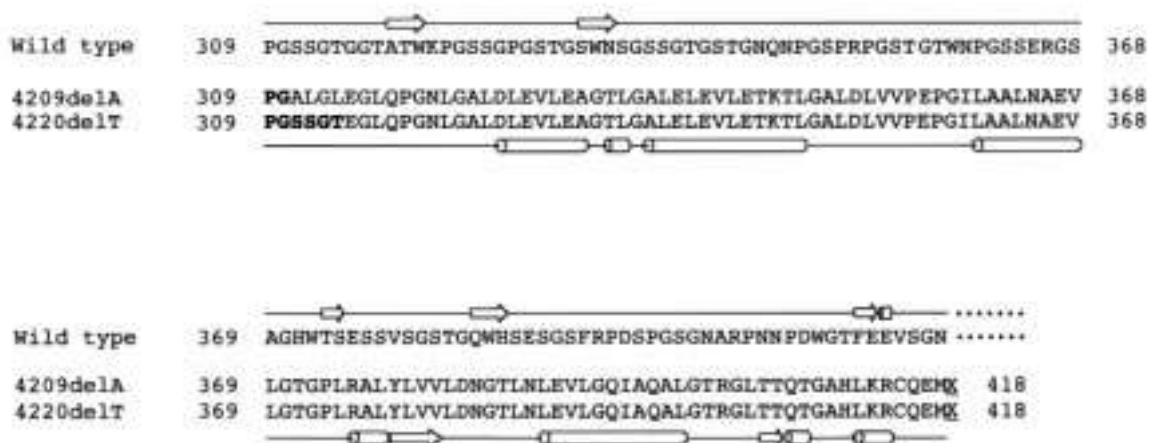 Wild type 309 PGSSGTGGTATWKPGSSGPGSTGSWNSGSSGTGSTGNQNPGSPRPGSTGTWNPGSSERGS 368
4209delA 309 PGALGLEGLQPGNLGALDLEVLEAGTLGALELEVLETKTLGALDLVVPEPGILAALNAEV 368
4220delT 309 PGSSGTEGLQPGNLGALDLEVLEAGTLGALELEVLETKTLGALDLVVPEPGILAALNAEV 368
Wild type 369 AGHWTSESSVSGSTGQWHSESGSFRPDSPGSGNARPNNPDWGTFEEVSGN .......
4209delA 369 LGTGPLRALYLVVLDNGTLNLEVLGQIAQALGTRGLTTQTGAHLKRCQEMX 418
4220delT 369 LGTGPLRALYLVVLDNGTLNLEVLGQIAQALGTRGLTTQTGAHLKRCQEMX 418